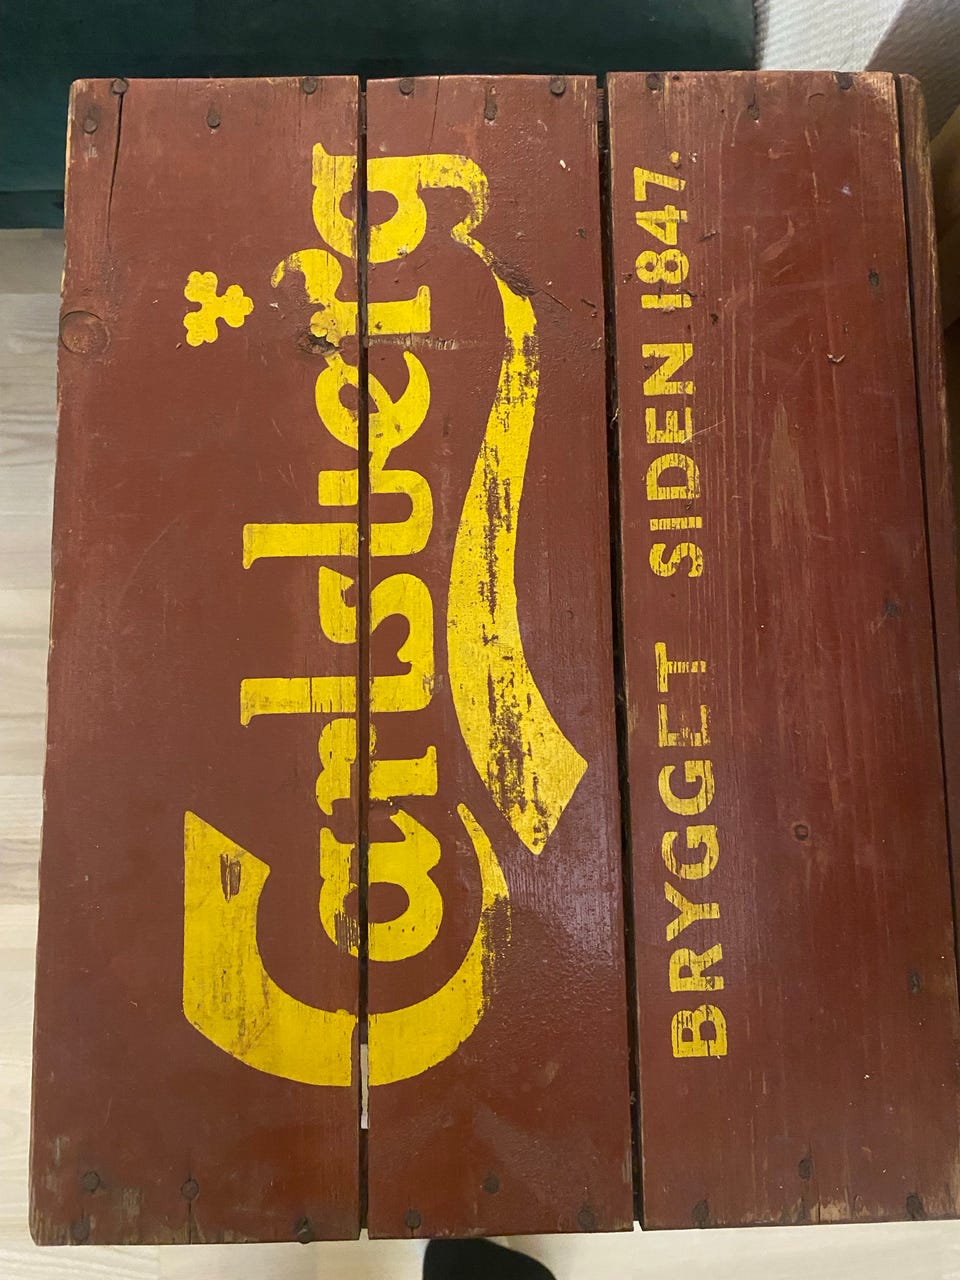 Carlsberg
BRYGGET SIDEN 1847.